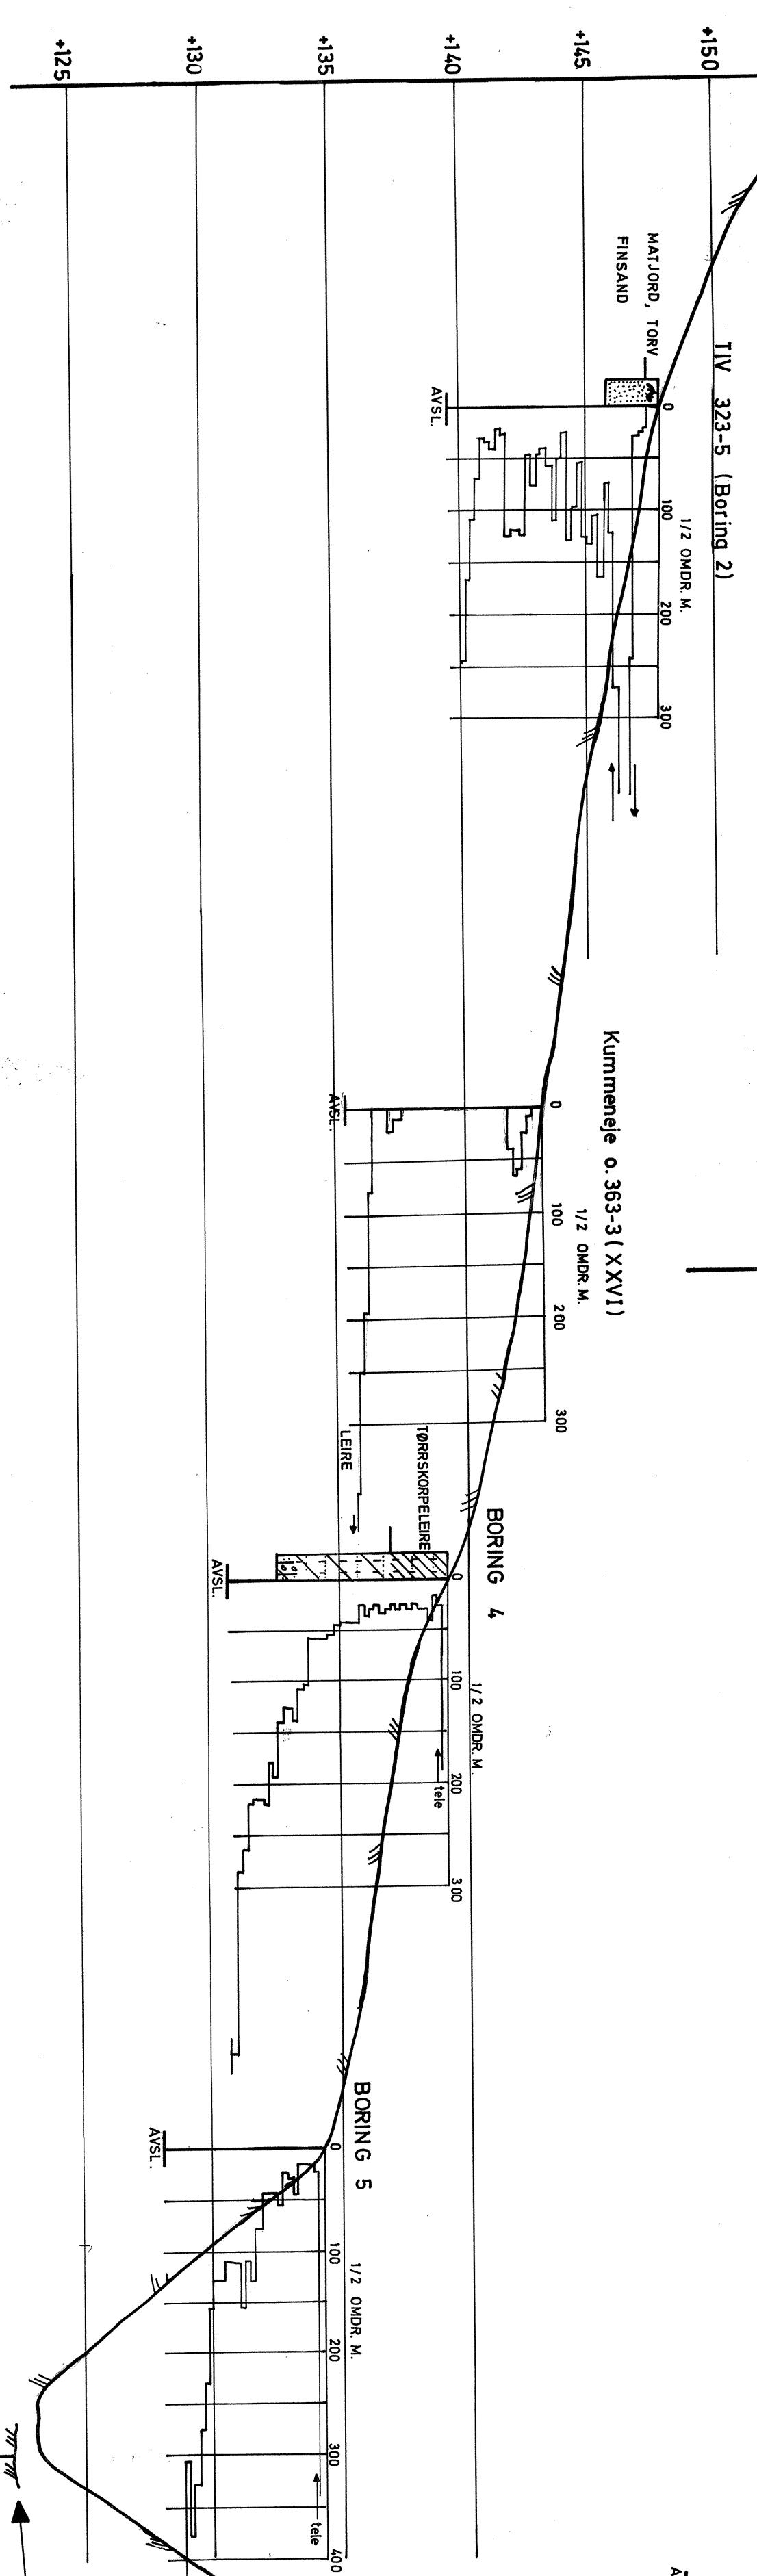 +150
+145
+140
+135
+130
+125
TIV 323-5 (Boring 2)
1/2 OMDR. M.
0
100
200
300
MATJORD, TORV
FINSAND
AVSL.
Kummeneje o.363-3 (XXVI)
1/2 OMDR. M.
0
100
200
300
AVSL.
LEIRE
BORING 4
TØRRSKORPELEIRE
1/2 OMDR. M.
0
100
200
300
tele
AVSL.
BORING 5
1/2 OMDR. M.
0
100
200
300
400
tele
AVSL.